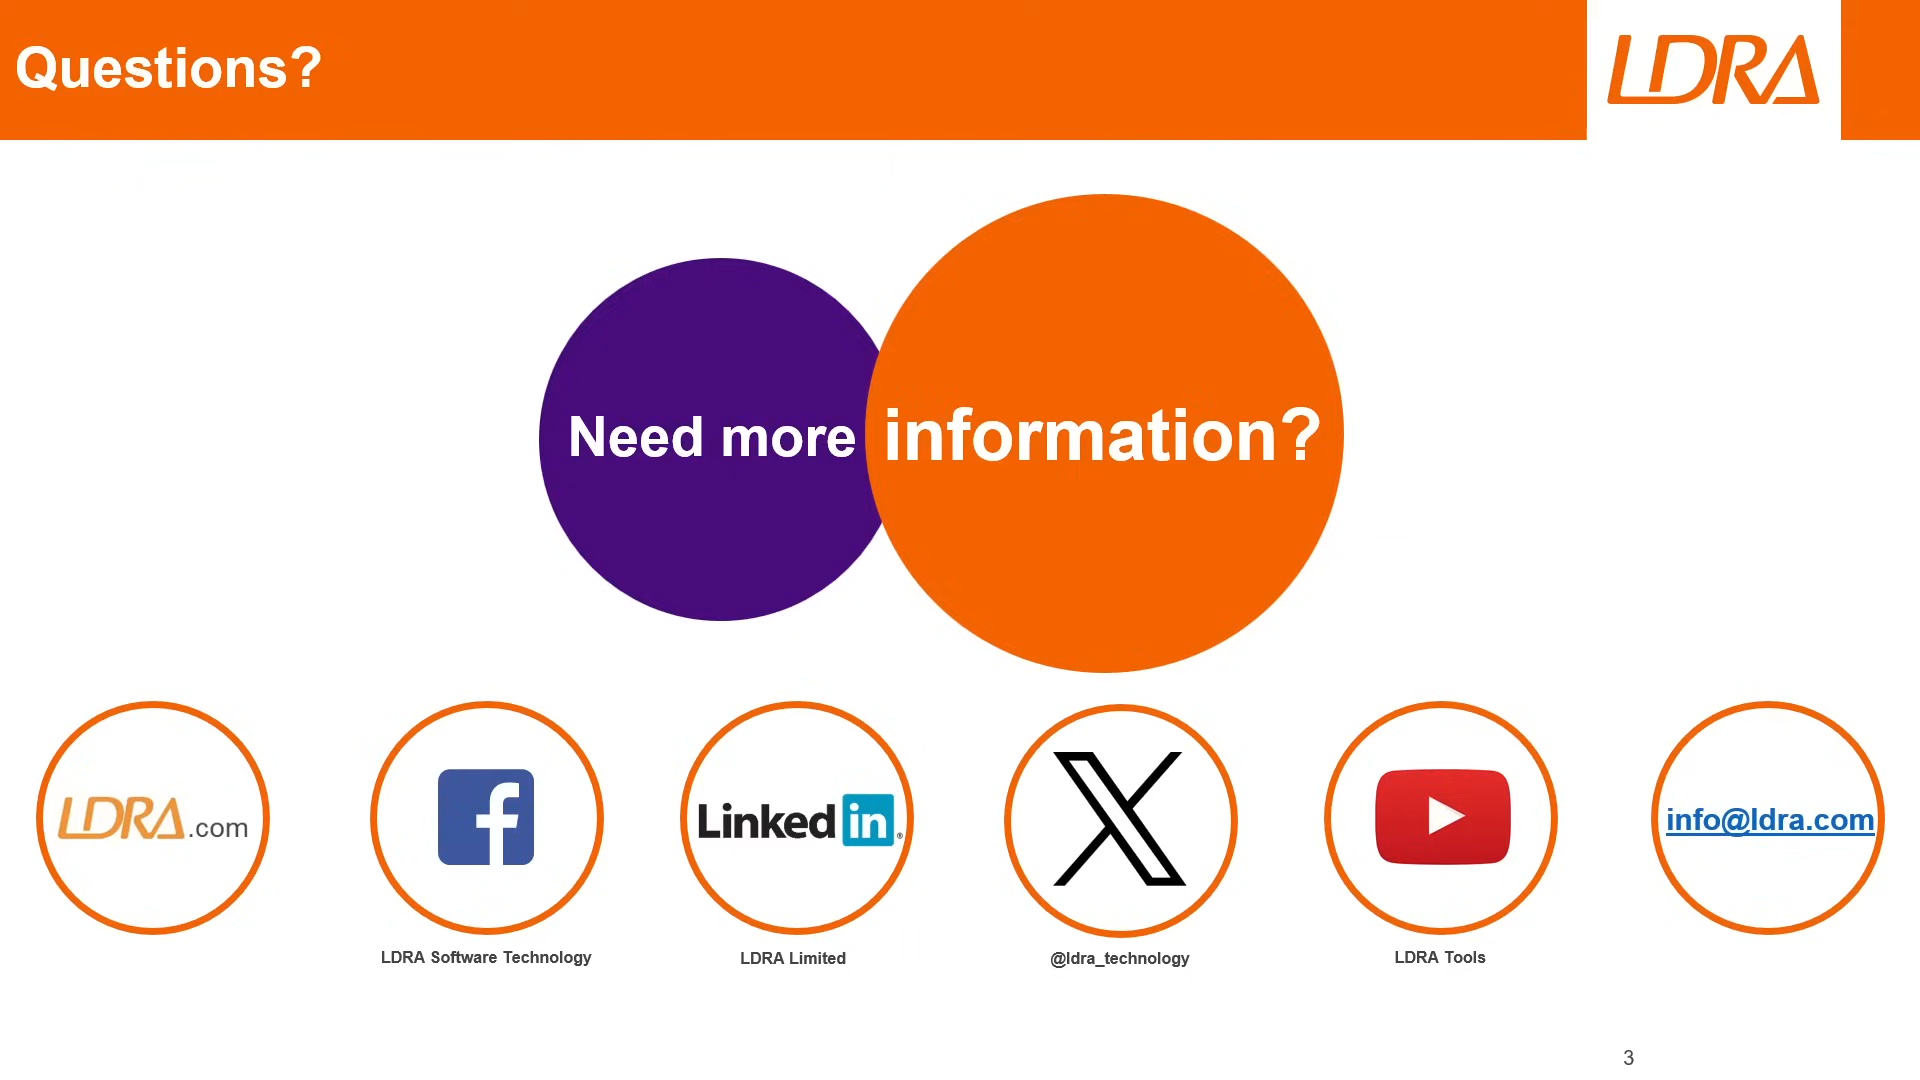 Questions?
LDRA
Need more information?
LDRA.com
f
Linked in®
X
info@ldra.com
LDRA Software Technology
LDRA Limited
@ldra_technology
LDRA Tools
3